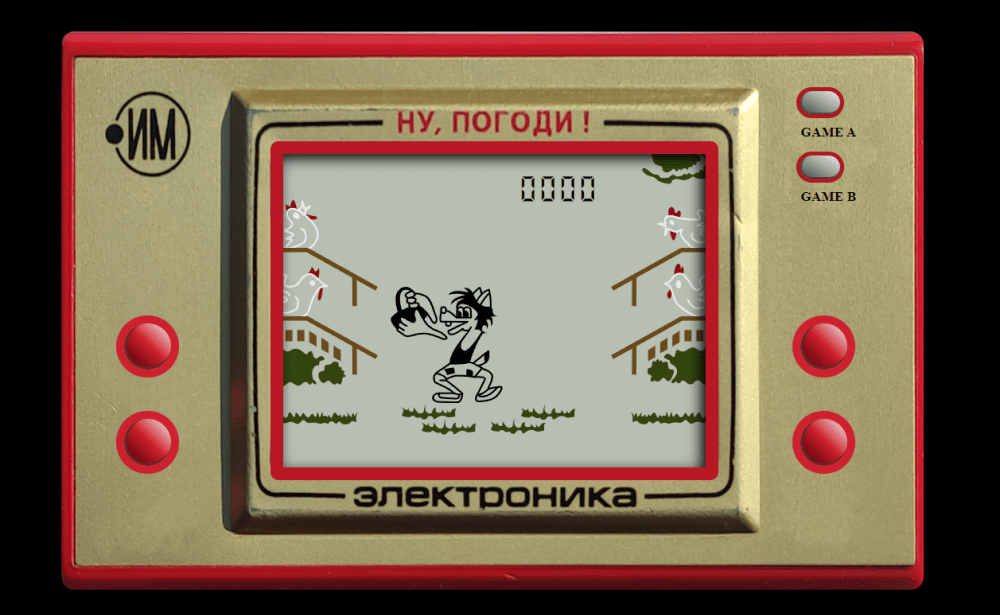 ИМ
НУ, ПОГОДИ !
GAME A
0000
GAME B
электроника